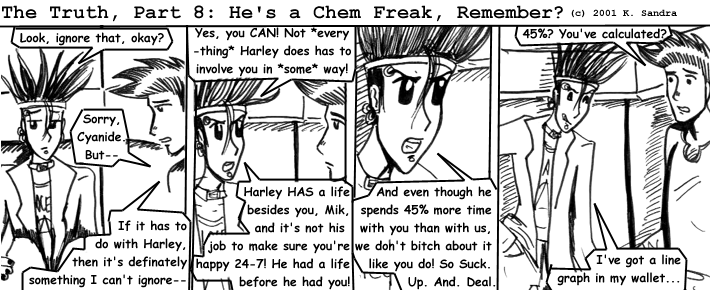 The Truth, Part 8: He's a Chem Freak, Remember? (c) 2001 K. Sandra
Look, ignore that, okay?
Sorry,
Cyanide.
But--
If it has to
do with Harley,
then it's definately
something I can't ignore--
Yes, you CAN! Not *every
-thing* Harley does has to
involve you in *some* way!
Harley HAS a life
besides you, Mik,
and it's not his
job to make sure you're
happy 24-7! He had a life
before he had you!
And even though he
spends 45% more time
with you than with us,
we doh't bitch about it
like you do! So Suck.
Up. And. Deal.
45%? You've calculated?
I've got a line
graph in my wallet...